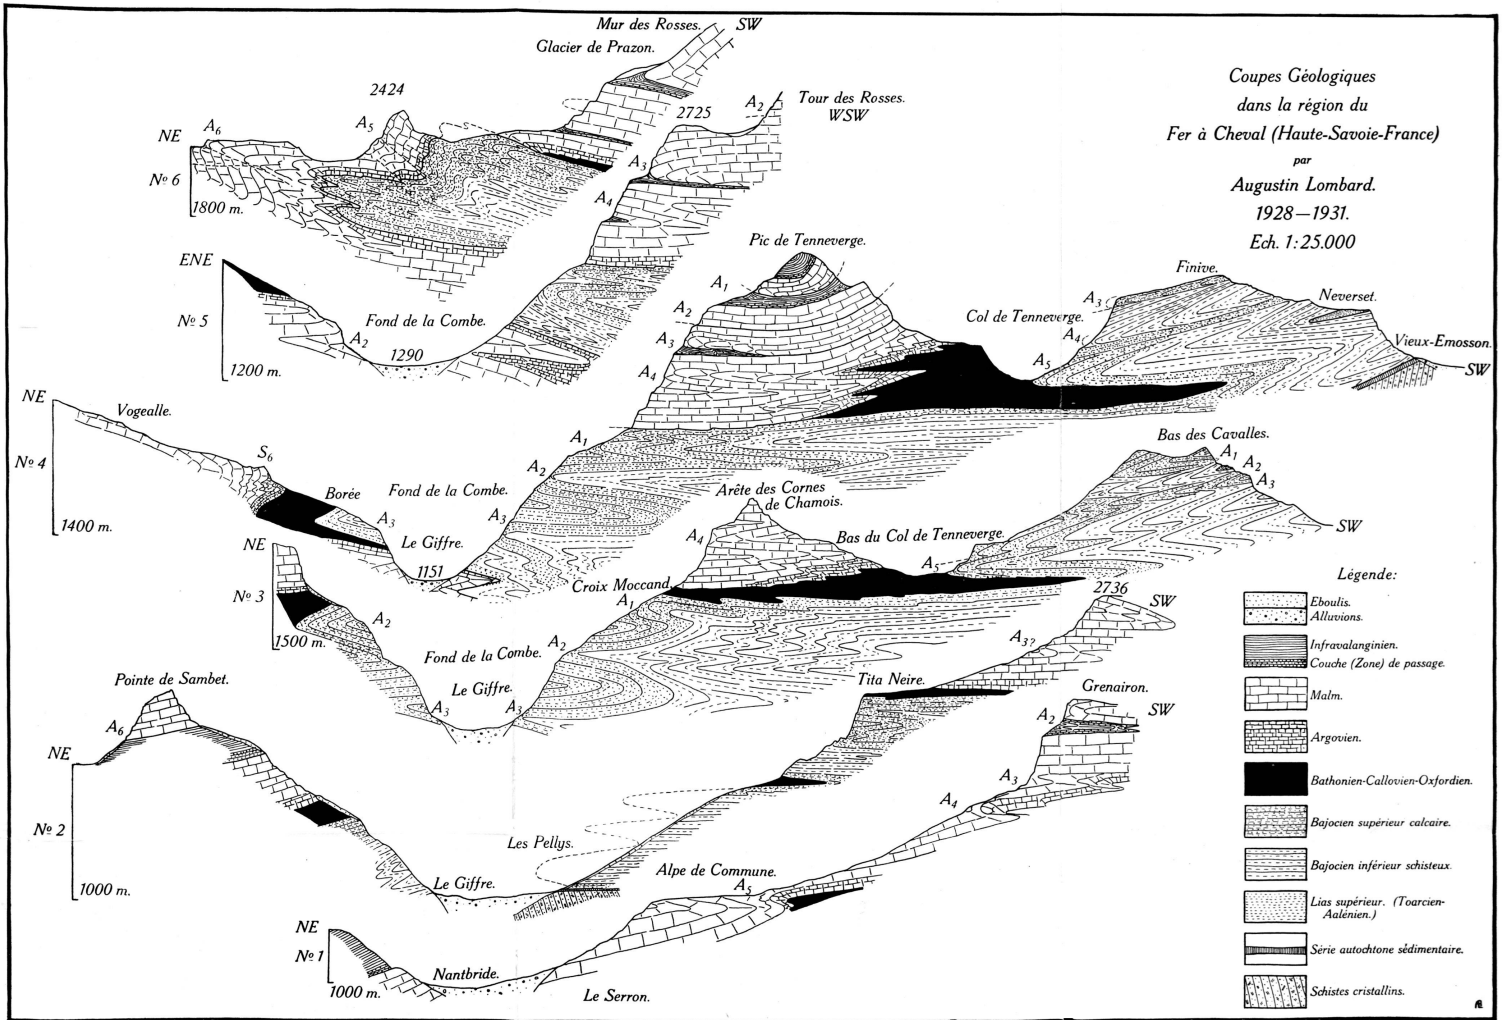 Coupes Géologiques
dans la région du
Fer à Cheval (Haute-Savoie-France)
par
Augustin Lombard.
1928—1931.
Ech. 1:25.000
Mur des Rosses. SW
Glacier de Prazon.
2424
A5
A6
NE
Nº 6
1800 m.
Tour des Rosses.
WSW
2725
A2
A3
A4
ENE
Nº 5
Fond de la Combe.
A2
1290
1200 m.
Pic de Tenneverge.
A1
A2
A3
A4
Col de Tenneverge.
Finive.
Neverset.
Vieux-Emosson.
SW
A3
A4
A5
NE
Vogealle.
Nº 4
S6
Borée
Fond de la Combe.
A1
A2
A3
A3
Le Giffre.
1151
1400 m.
Bas des Cavalles.
A1
A2
A3
SW
Arête des Cornes
de Chamois.
A4
Bas du Col de Tenneverge.
A5
Croix Moccand.
NE
Nº 3
1500 m.
A1
A2
A2
Fond de la Combe.
Le Giffre.
A3
A3
2736
SW
A3?
Tita Neire.
Pointe de Sambet.
A6
NE
Nº 2
1000 m.
Les Pellys.
Le Giffre.
Grenairon.
SW
A2
A3
A4
Alpe de Commune.
A5
NE
Nº 1
1000 m.
Nantbride.
Le Serron.
Légende:
Eboulis.
Alluvions.
Infravalanginien.
Couche (Zone) de passage.
Malm.
Argovien.
Bathonien-Callovien-Oxfordien.
Bajocien supérieur calcaire.
Bajocien inférieur schisteux.
Lias supérieur. (Toarcien-
Aalénien.)
Série autochtone sédimentaire.
Schistes cristallins.